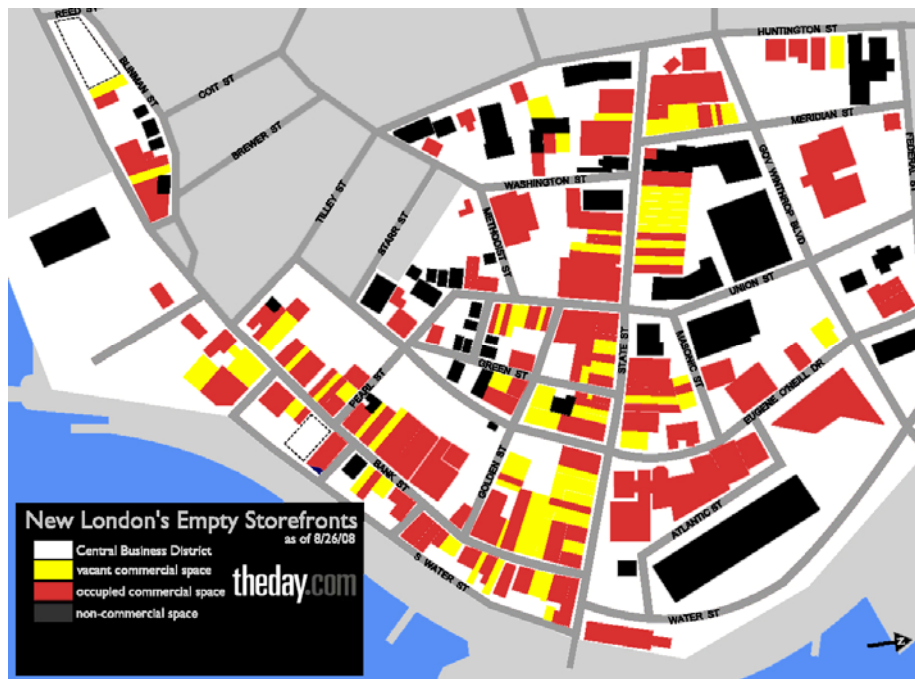 REED ST
HUNTINGTON ST
BLINMAN ST
COIT ST
BREWER ST
MERIDIAN ST
FEDERAL
GOV WINTHROP BLVD
WASHINGTON ST
TILLEY ST
STARR ST
METHODIST ST
UNION ST
STATE ST
MASONIC ST
GREEN ST
PEARL ST
EUGENE O'NEILL DR
BANK ST
GOLDEN ST
ATLANTIC ST
S WATER ST
WATER ST
New London's Empty Storefronts
as of 8/26/08
Central Business District
vacant commercial space
occupied commercial space
non-commercial space
theday.com
N